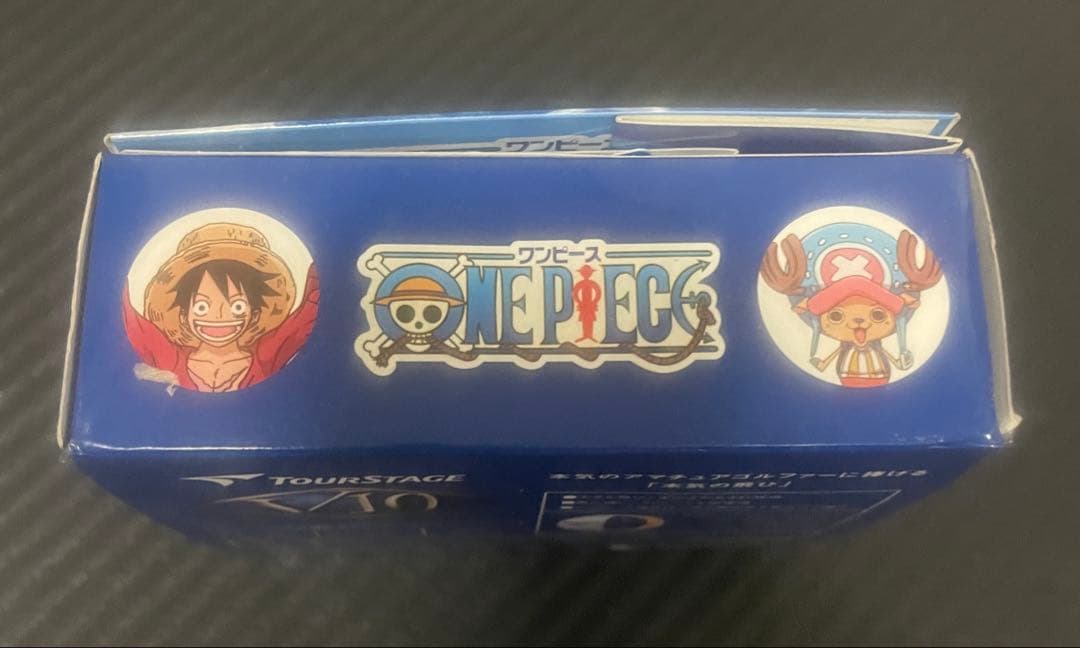 ワンピース
ワンピース
ONE PIECE
TOURSTAGE
本気のアマチュアゴルファーに捧げる
「本気の飛び」